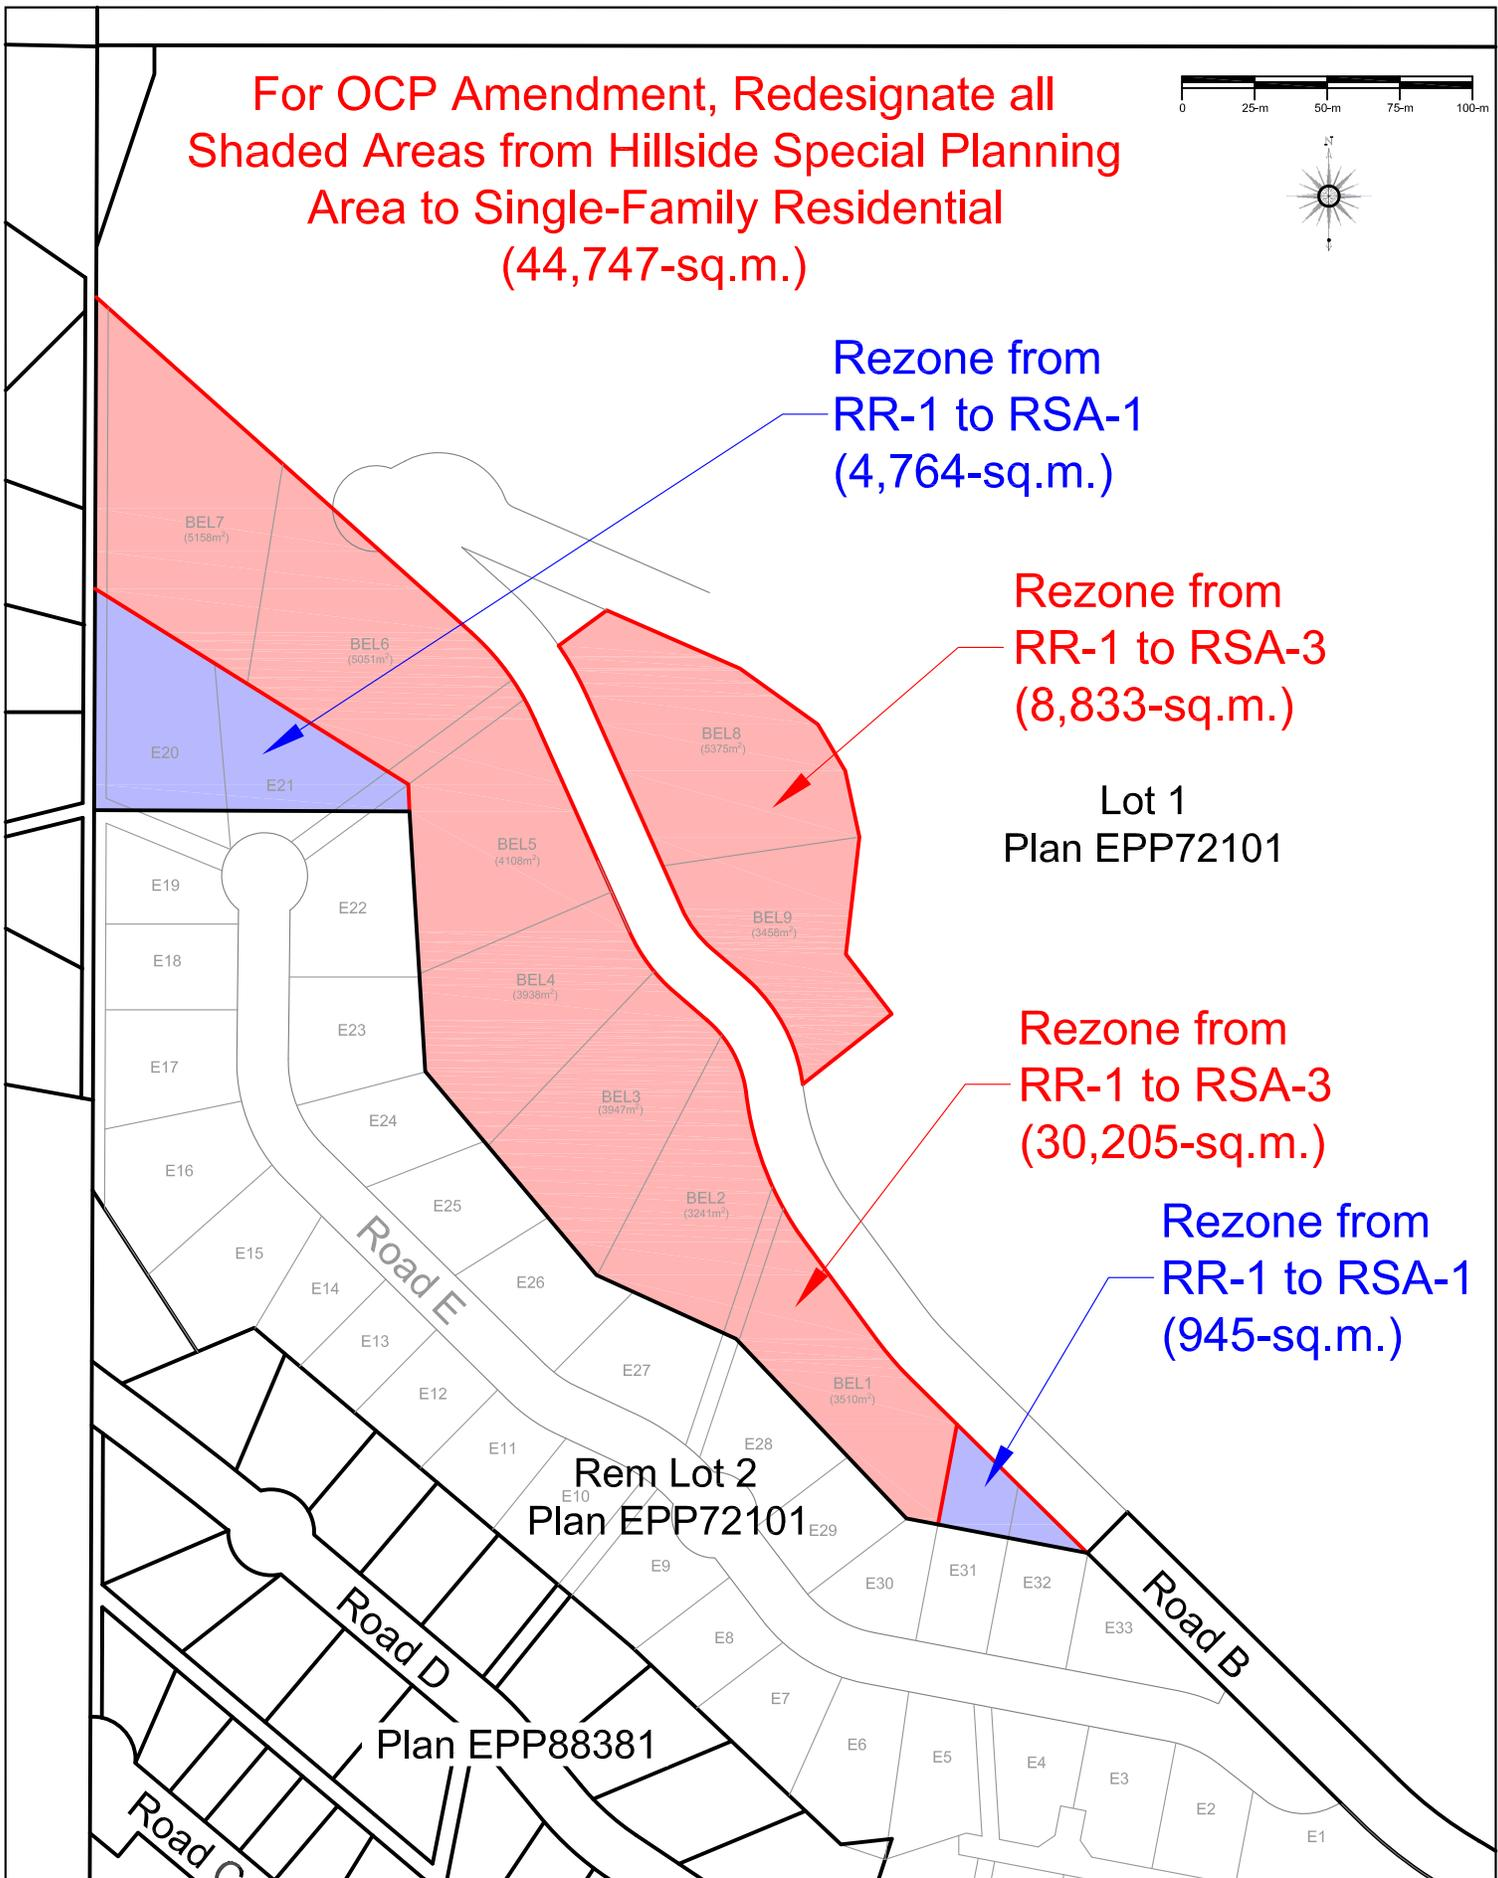 For OCP Amendment, Redesignate all
Shaded Areas from Hillside Special Planning
Area to Single-Family Residential
(44,747-sq.m.)
0
25-m
50-m
75-m
100-m
N
Rezone from
RR-1 to RSA-1
(4,764-sq.m.)
BEL7
(5158m²)
Rezone from
RR-1 to RSA-3
(8,833-sq.m.)
BEL6
(5051m²)
BEL8
(5375m²)
E20
E21
Lot 1
Plan EPP72101
BEL5
(4108m²)
E19
E22
BEL9
(3458m²)
E18
BEL4
(3938m²)
E23
Rezone from
RR-1 to RSA-3
(30,205-sq.m.)
E17
BEL3
(3947m²)
E24
E16
BEL2
(3241m²)
E25
Rezone from
RR-1 to RSA-1
(945-sq.m.)
Road E
E15
E14
E26
E13
E27
E12
BEL1
(3510m²)
E11
E28
Rem Lot 2
Plan EPP72101
E10
E29
E9
E30
E31
E32
E33
Road B
Road D
E8
E7
Plan EPP88381
E6
E5
E4
E3
E2
E1
Road C